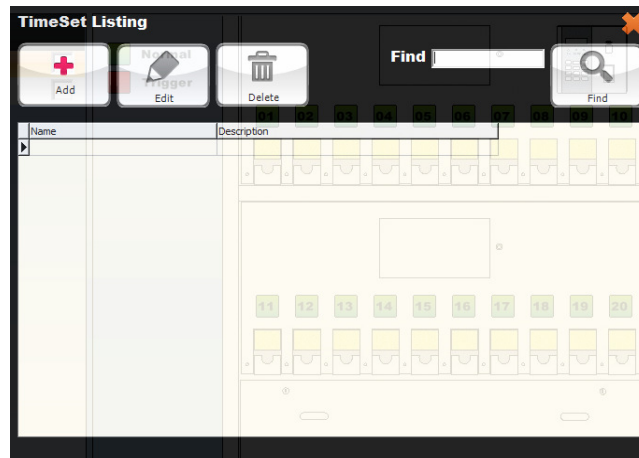 TimeSet Listing
Normal
Find
Trigger
Add
Edit
Delete
Find
01 02 03 04 05 06 07 08 09 10
Name Description
11 12 13 14 15 16 17 18 19 20